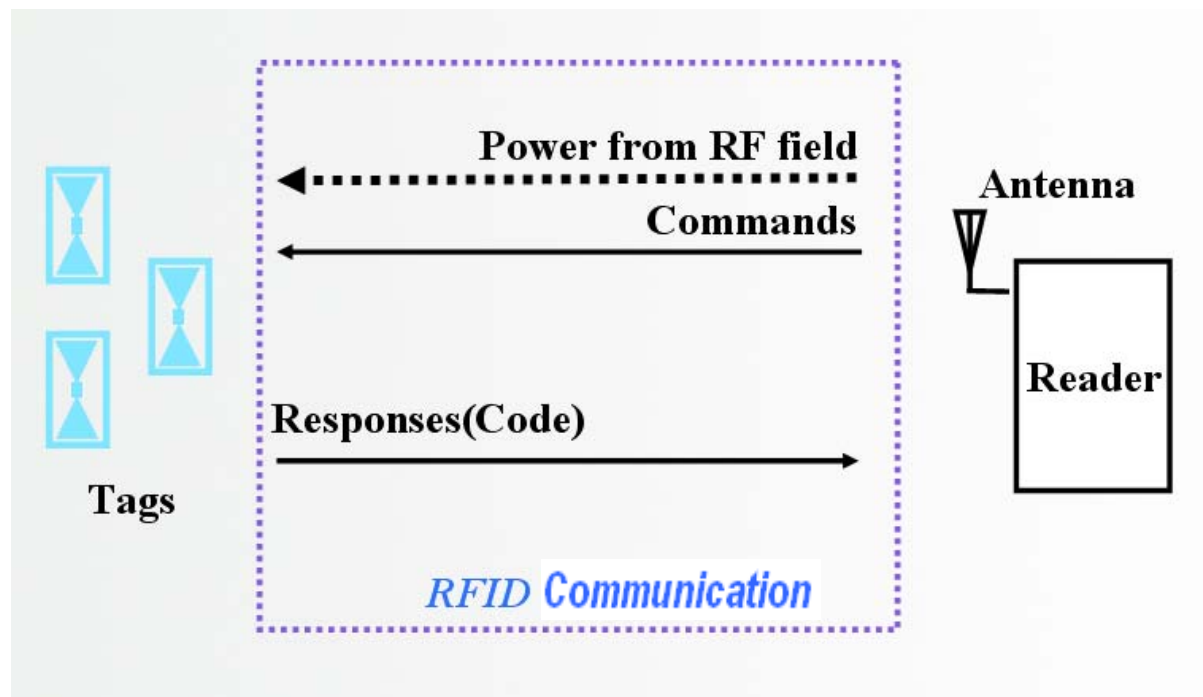 Power from RF field
Antenna
Commands
Reader
Responses(Code)
Tags
RFID Communication